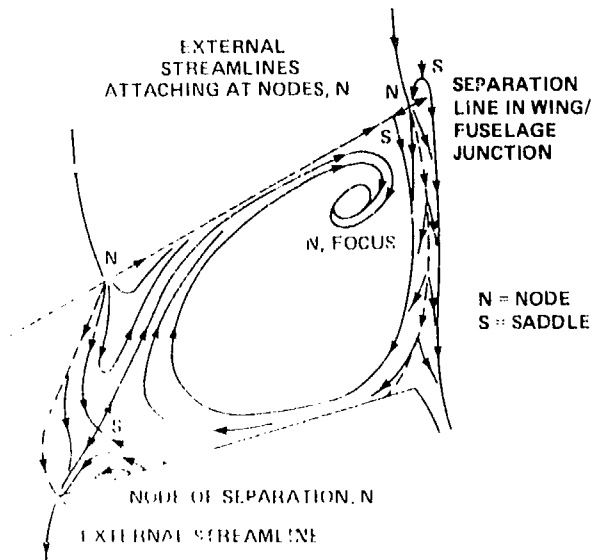 EXTERNAL
STREAMLINES
ATTACHING AT NODES, N
S
N
SEPARATION
LINE IN WING/
FUSELAGE
JUNCTION
S
N, FOCUS
N
N = NODE
S = SADDLE
S
NODE OF SEPARATION, N
EXTERNAL STREAMLINE